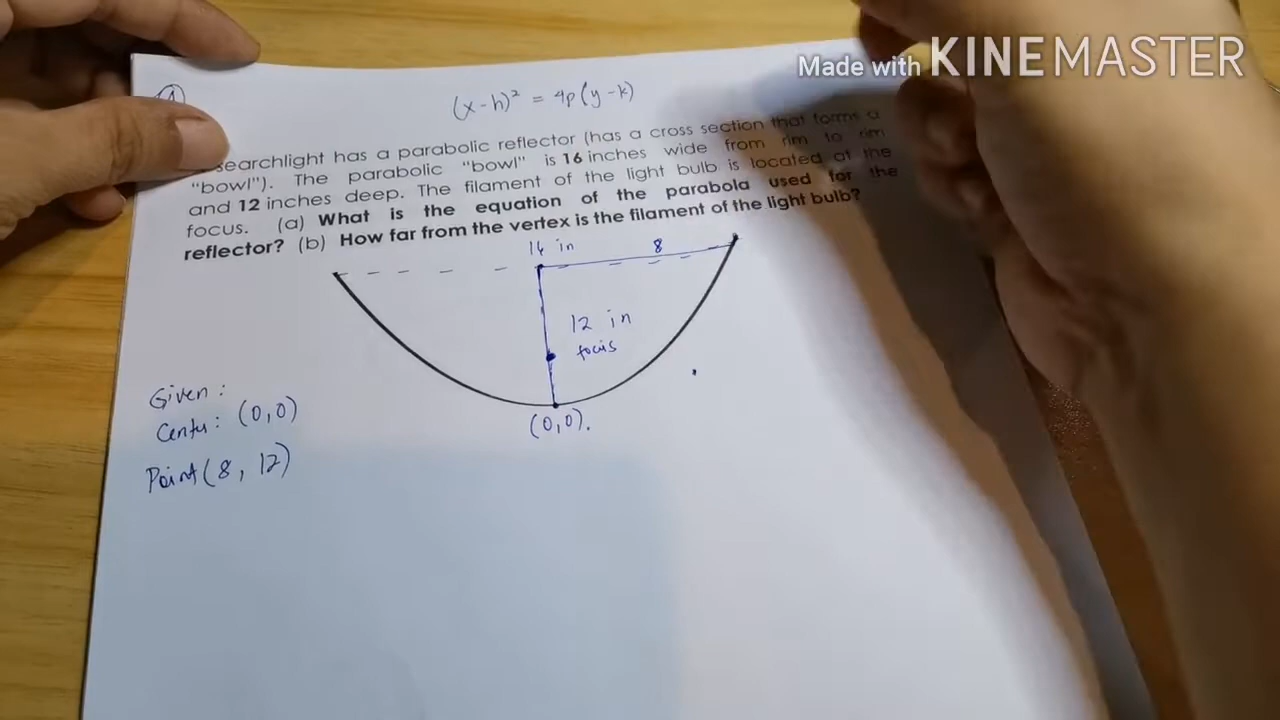 Made with KINEMASTER
(x-h)² = 4p(y-k)
searchlight has a parabolic reflector (has a cross section that forms a
"bowl"). The parabolic "bowl" is 16 inches wide from rim to rim
and 12 inches deep. The filament of the light bulb is located at the
focus. (a) What is the equation of the parabola used for the
reflector? (b) How far from the vertex is the filament of the light bulb?
16 in
8
12 in
focus
Given:
(0,0)
(0,0).
Point (8, 12)